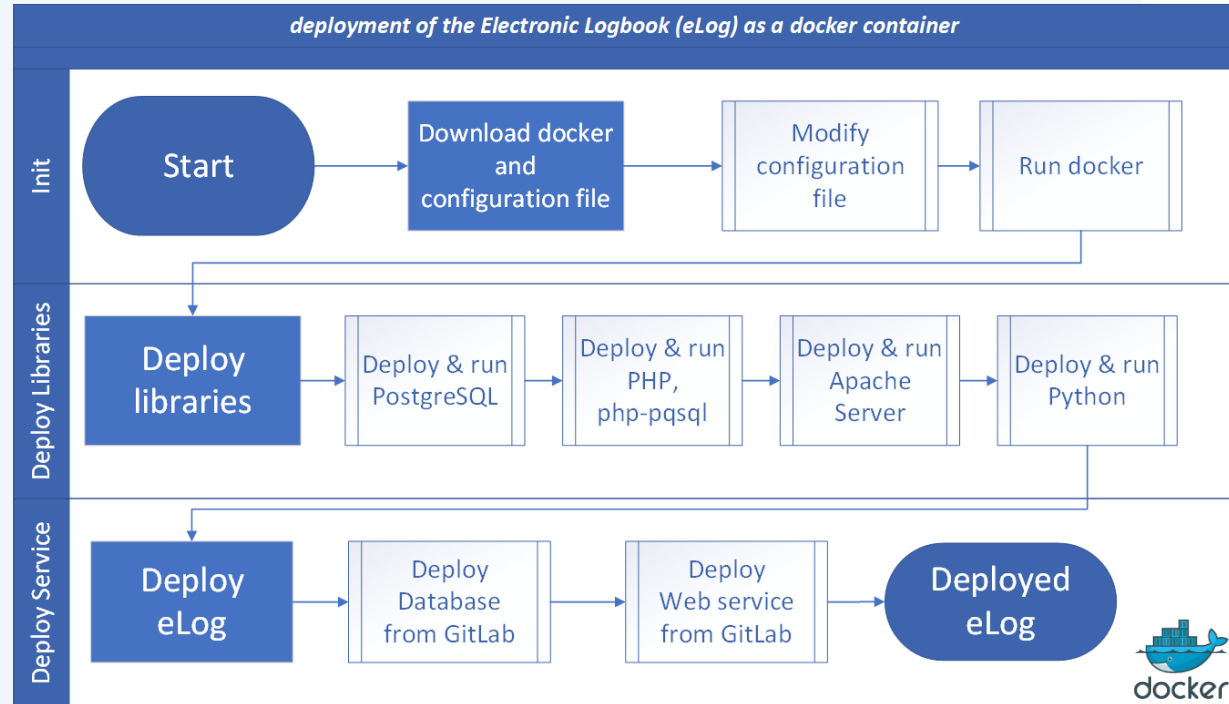 deployment of the Electronic Logbook (eLog) as a docker container
Init
Start
Download docker
and
configuration file
Modify
configuration
file
Run docker
Deploy Libraries
Deploy
libraries
Deploy & run
PostgreSQL
Deploy & run
PHP,
php-pqsql
Deploy & run
Apache
Server
Deploy & run
Python
Deploy Service
Deploy
eLog
Deploy
Database
from GitLab
Deploy
Web service
from GitLab
Deployed
eLog
docker